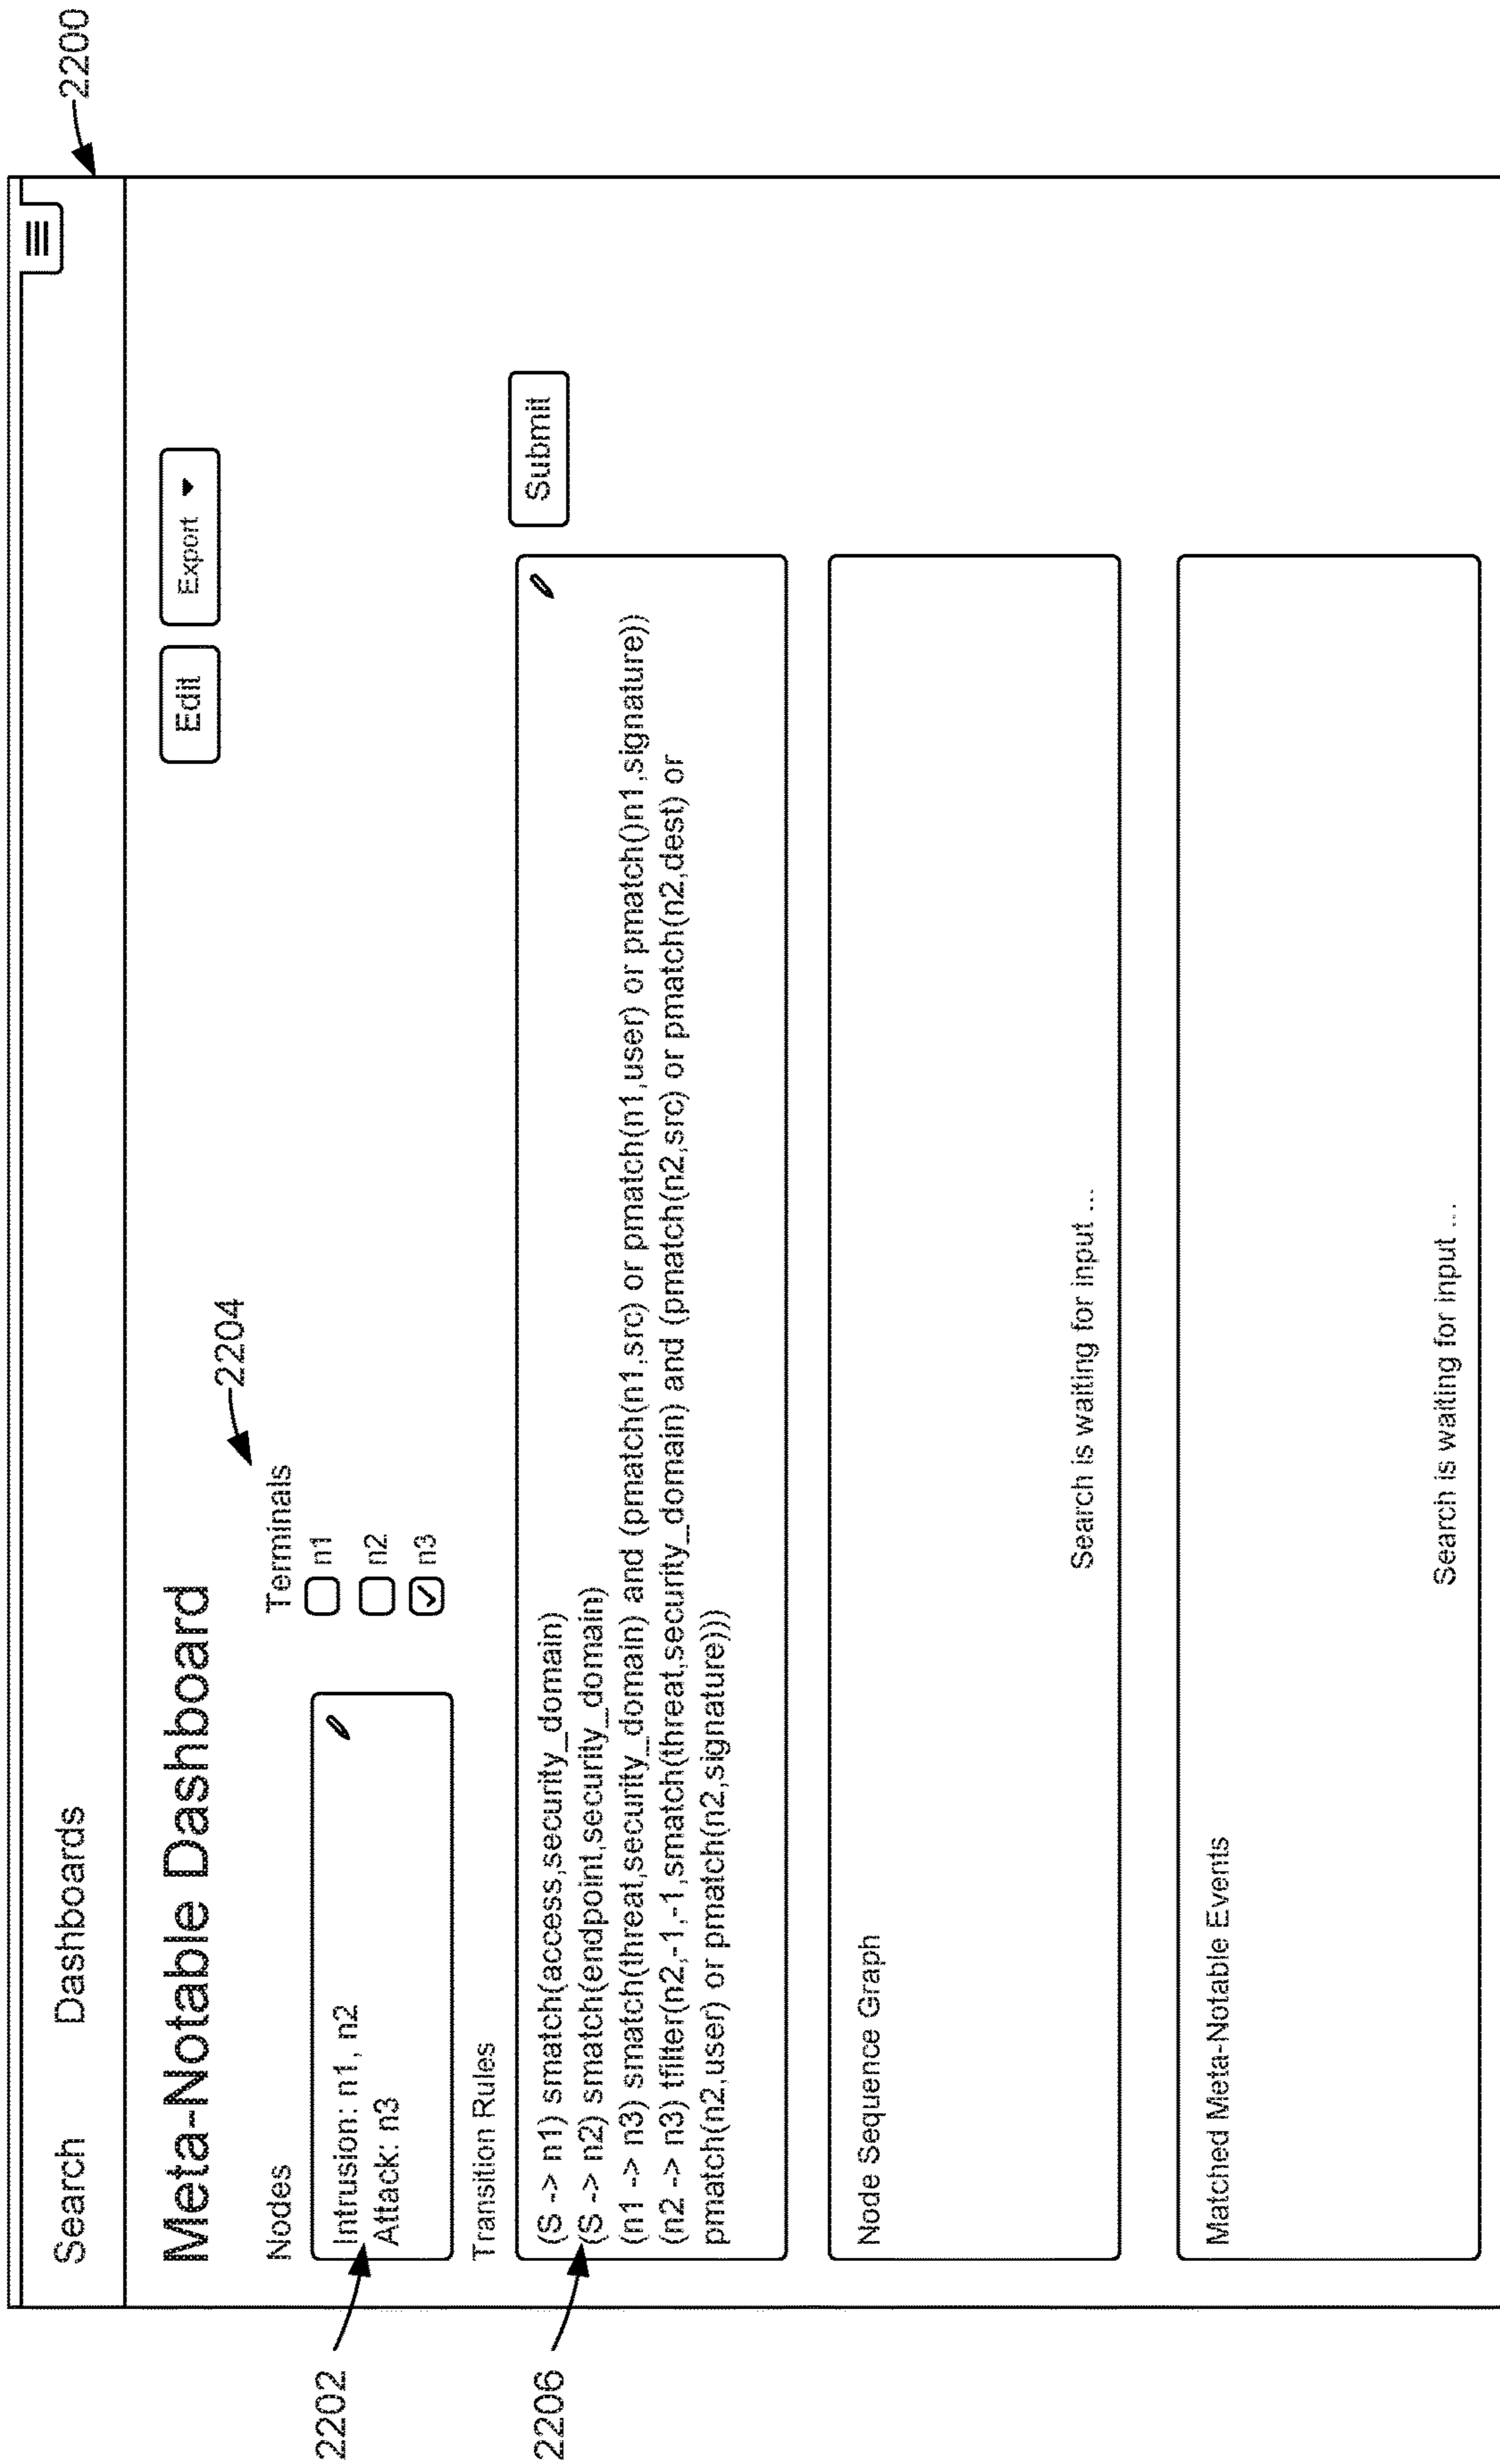 2200
Search Dashboards
Meta-Notable Dashboard
Edit Export
2204
Nodes
Terminals
2202
Intrusion: n1, n2
Attack: n3
n1
n2
n3
Transition Rules
Submit
2206
(S -> n1) smatch(access,security_domain)
(S -> n2) smatch(endpoint,security_domain)
(n1 -> n3) smatch(threat,security_domain) and (pmatch(n1,src) or pmatch(n1,user) or pmatch()n1,signature))
(n2 -> n3) tfilter(n2,-1,-1,smatch(threat,security_domain) and (pmatch(n2,src) or pmatch(n2,dest) or
pmatch(n2,user) or pmatch(n2,signature)))
Node Sequence Graph
Search is waiting for input ...
Matched Meta-Notable Events
Search is waiting for input ...